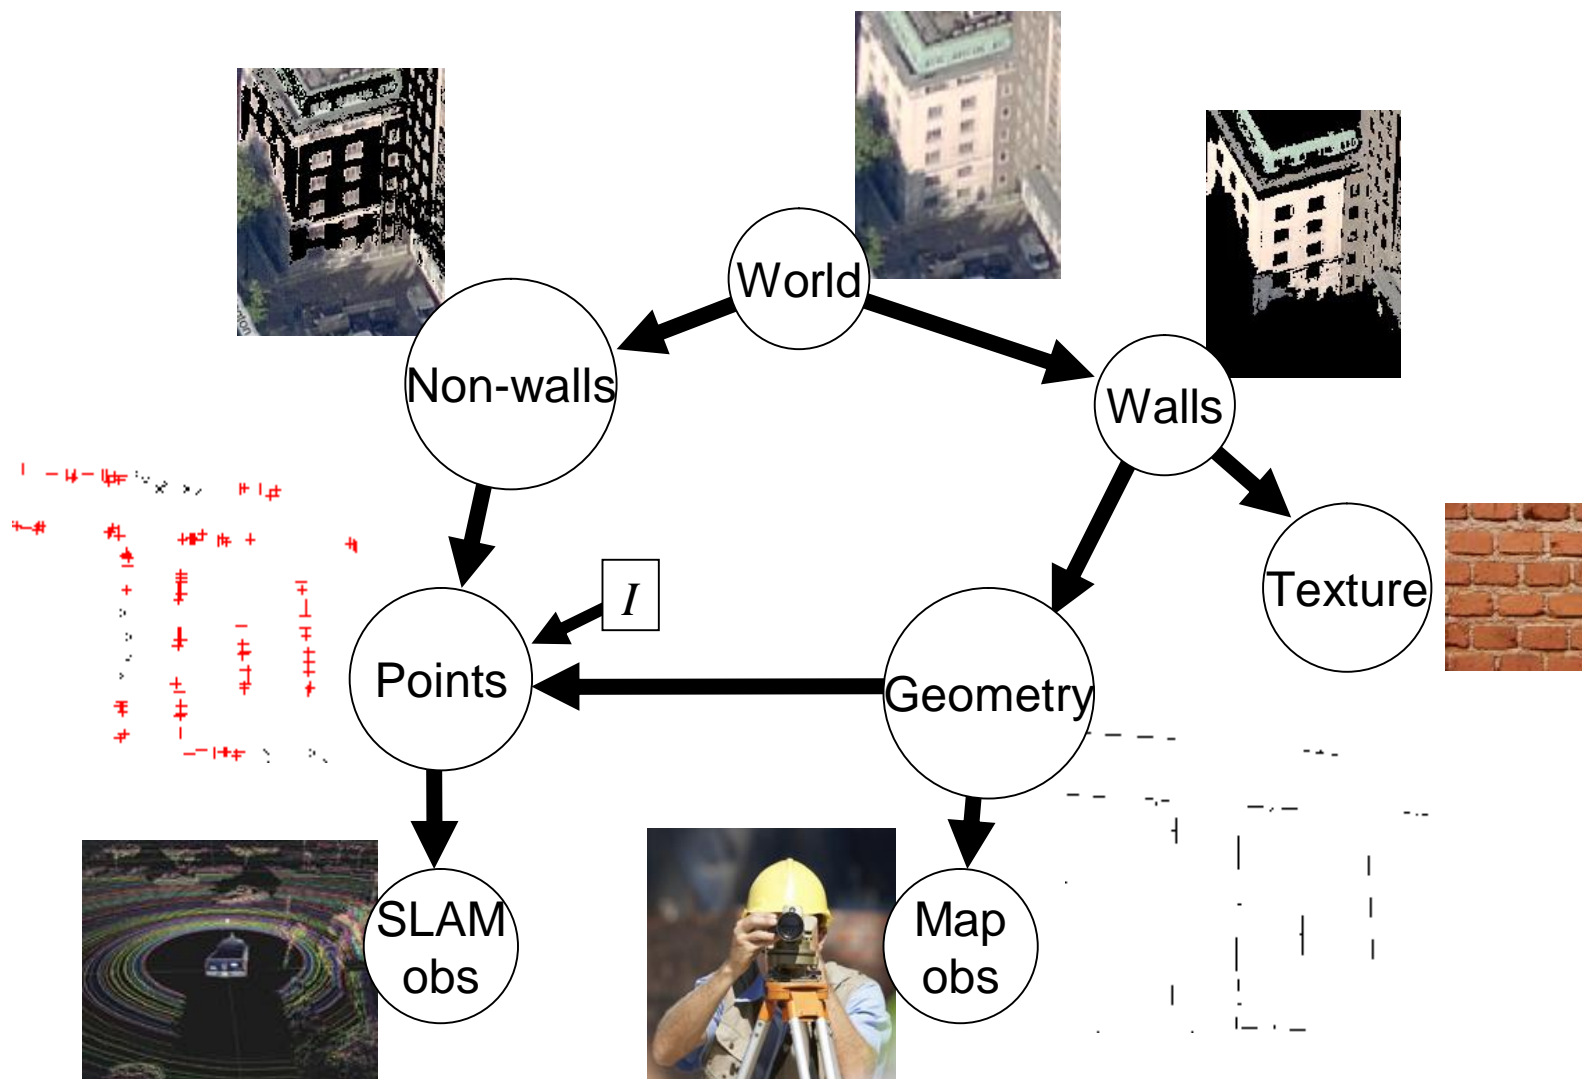 World
Non-walls
Walls
Texture
I
Points
Geometry
SLAM
obs
Map
obs